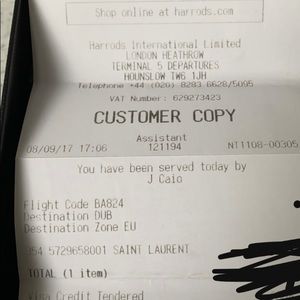 Shop online at harrods.com
Harrods International Limited
LONDON HEATHROW
TERMINAL 5 DEPARTURES
HOUNSLOW TW6 1JH
Telephone +44 (020) 8283 6628/5095
VAT Number: 629273423
CUSTOMER COPY
Assistant
08/09/17 17:06 121194 NT1108-00305
You have been served today by
J Caio
Flight Code BA824
Destination DUB
Destination Zone EU
354 5729658001 SAINT LAURENT
TOTAL (1 item)
Visa Credit Tendered